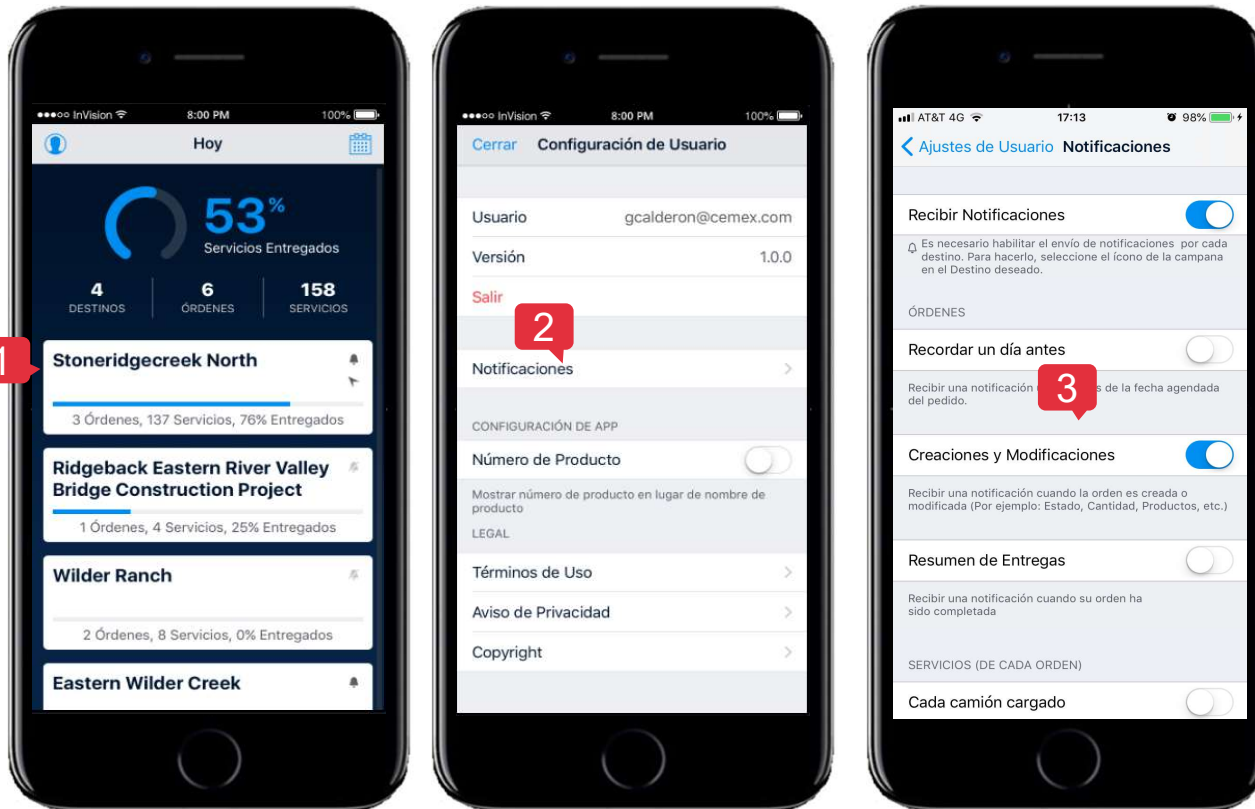 InVision 8:00 PM 100%
Hoy
53%
Servicios Entregados
4 6 158
DESTINOS ÓRDENES SERVICIOS
1
Stoneridgecreek North
3 Órdenes, 137 Servicios, 76% Entregados
Ridgeback Eastern River Valley
Bridge Construction Project
1 Órdenes, 4 Servicios, 25% Entregados
Wilder Ranch
2 Órdenes, 8 Servicios, 0% Entregados
Eastern Wilder Creek
InVision 8:00 PM 100%
Cerrar Configuración de Usuario
Usuario gcalderon@cemex.com
Versión 1.0.0
Salir
2
Notificaciones
CONFIGURACIÓN DE APP
Número de Producto
Mostrar número de producto en lugar de nombre de
producto
LEGAL
Términos de Uso
Aviso de Privacidad
Copyright
AT&T 4G 17:13 98%
Ajustes de Usuario Notificaciones
Recibir Notificaciones
Es necesario habilitar el envío de notificaciones por cada
destino. Para hacerlo, seleccione el ícono de la campana
en el Destino deseado.
ÓRDENES
Recordar un día antes
Recibir una notificación de la fecha agendada
del pedido.
3
Creaciones y Modificaciones
Recibir una notificación cuando la orden es creada o
modificada (Por ejemplo: Estado, Cantidad, Productos, etc.)
Resumen de Entregas
Recibir una notificación cuando su orden ha
sido completada
SERVICIOS (DE CADA ORDEN)
Cada camión cargado